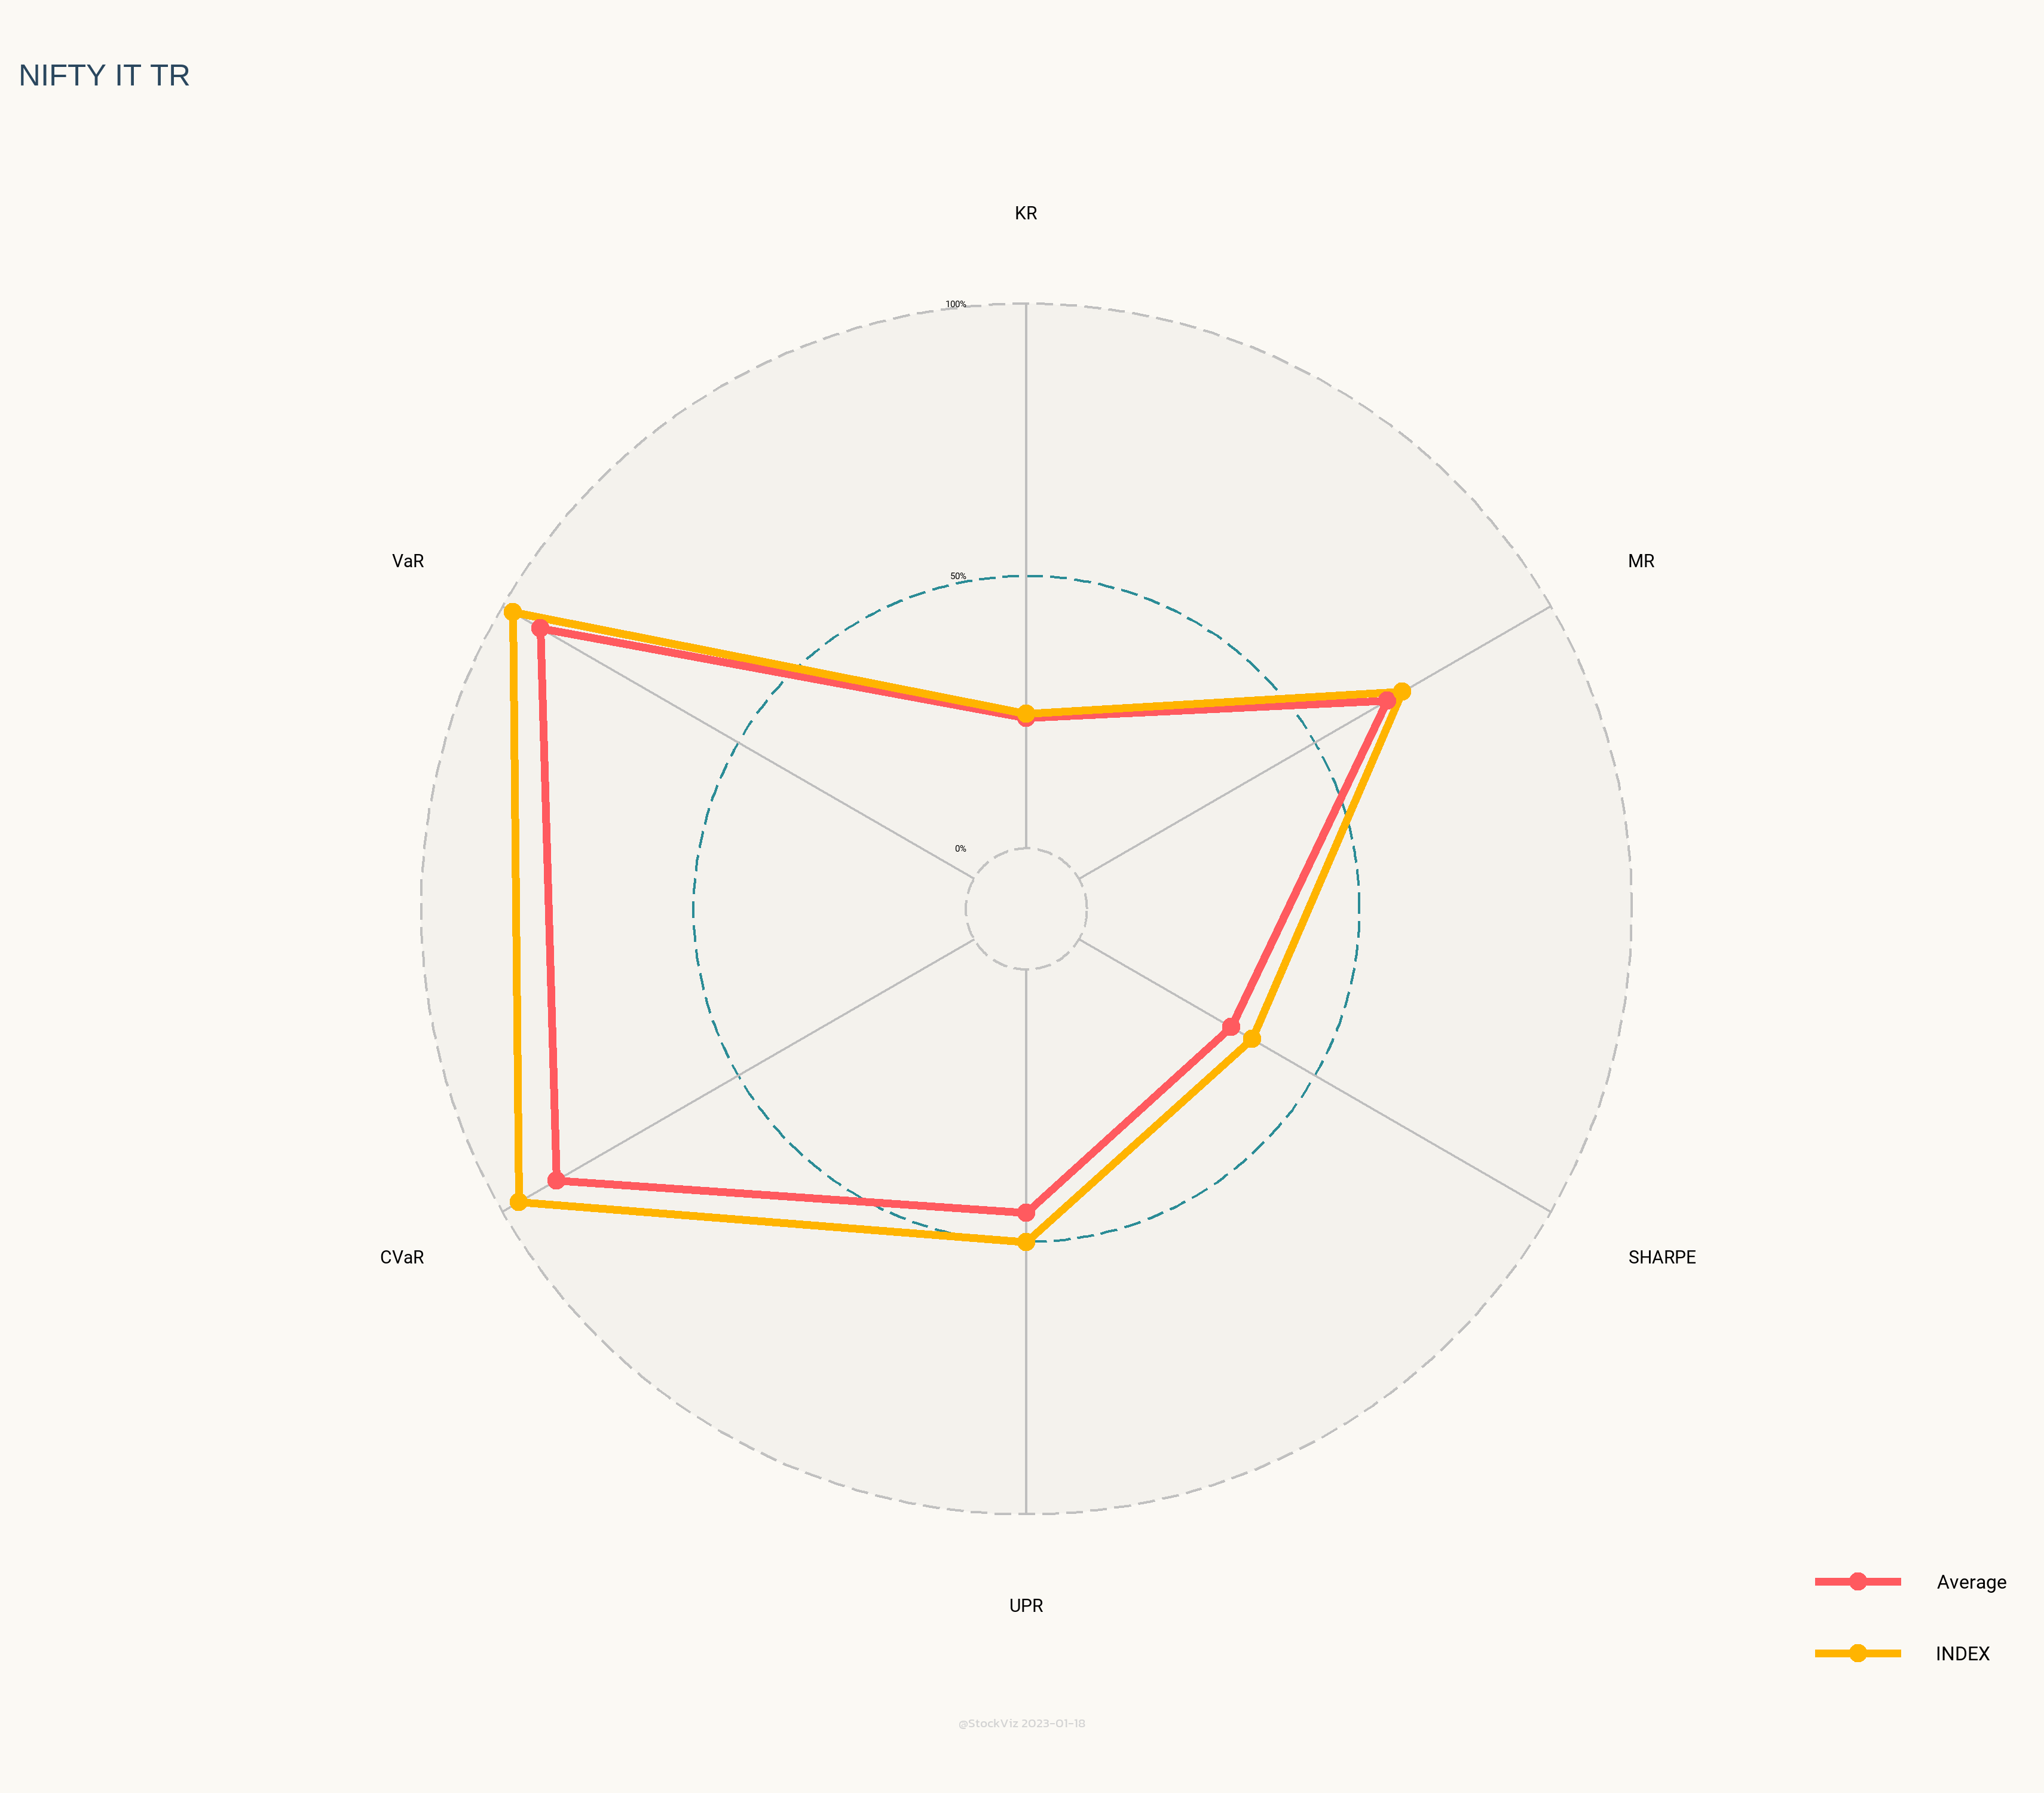 NIFTY IT TR
KR
100%
VaR
MR
50%
0%
CVaR
SHARPE
UPR
Average
INDEX
@StockViz 2023-01-18